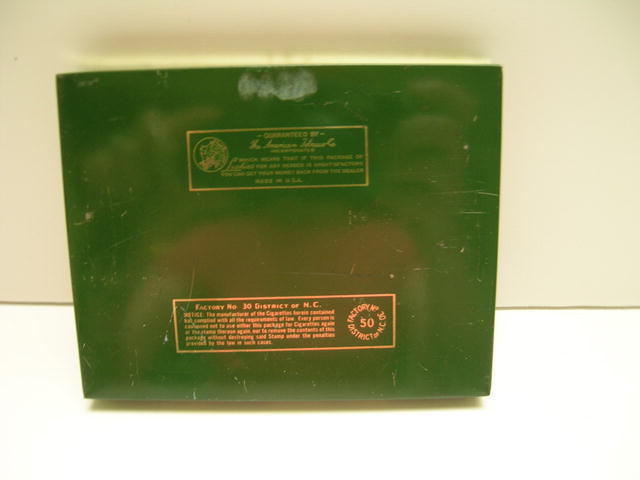 - GUARANTEED BY -
The American Tobacco Co
INCORPORATED
WHICH MEANS THAT IF THIS PACKAGE OF
Luckies FOR ANY REASON IS UNSATISFACTORY
YOU CAN GET YOUR MONEY BACK FROM THE DEALER
MADE IN U.S.A.
FACTORY No 30 DISTRICT OF N.C.
NOTICE: The manufacturer of the Cigarettes herein contained
has complied with all the requirements of law. Every person is
cautioned not to use either this package for Cigarettes again
or the stamp thereon again, nor to remove the contents of this
package without destroying said Stamp under the penalties
provided by the law in such cases.
FACTORY No 30
50
DISTRICT OF N.C.